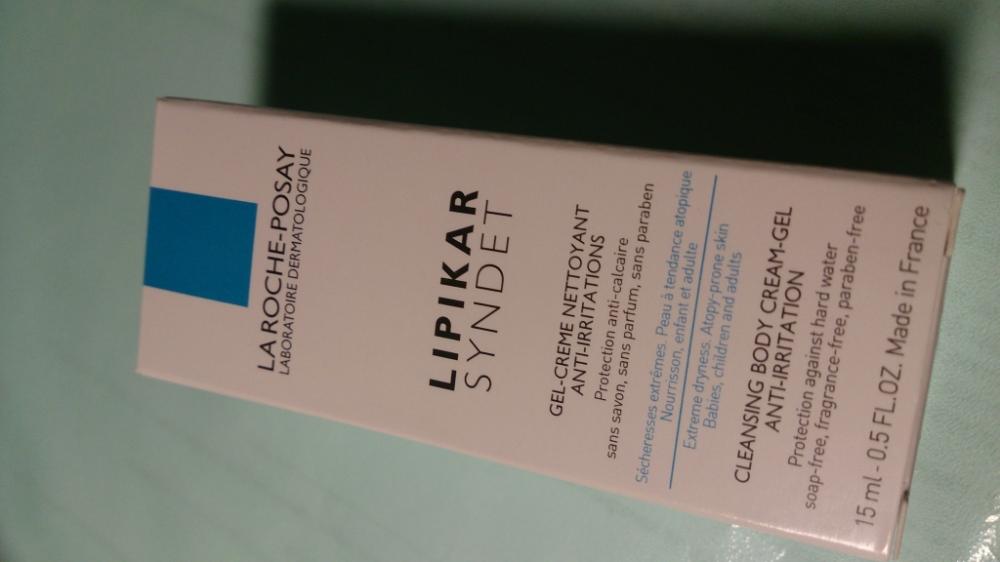 LA ROCHE-POSAY
LABORATOIRE DERMATOLOGIQUE
LIPIKAR
SYNDET
GEL-CREME NETTOYANT
ANTI-IRRITATIONS
Protection anti-calcaire
sans savon, sans parfum, sans paraben
Sécheresses extrêmes. Peau à tendance atopique
Nourrisson, enfant et adulte
Extreme dryness. Atopy-prone skin
Babies, children and adults
CLEANSING BODY CREAM-GEL
ANTI-IRRITATION
Protection against hard water
soap-free, fragrance-free, paraben-free
15 ml - 0.5 FL.OZ. Made in France